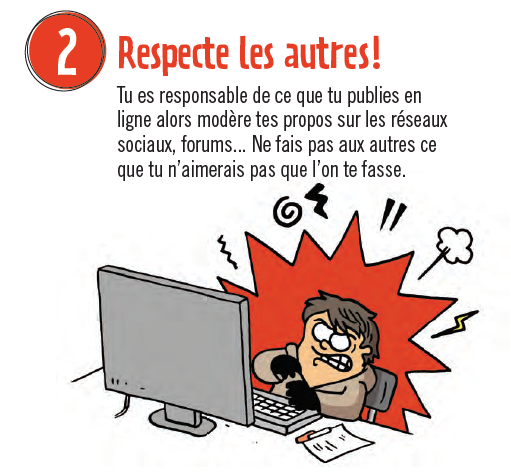 2 Respecte les autres!
Tu es responsable de ce que tu publies en
ligne alors modère tes propos sur les réseaux
sociaux, forums... Ne fais pas aux autres ce
que tu n'aimerais pas que l'on te fasse.